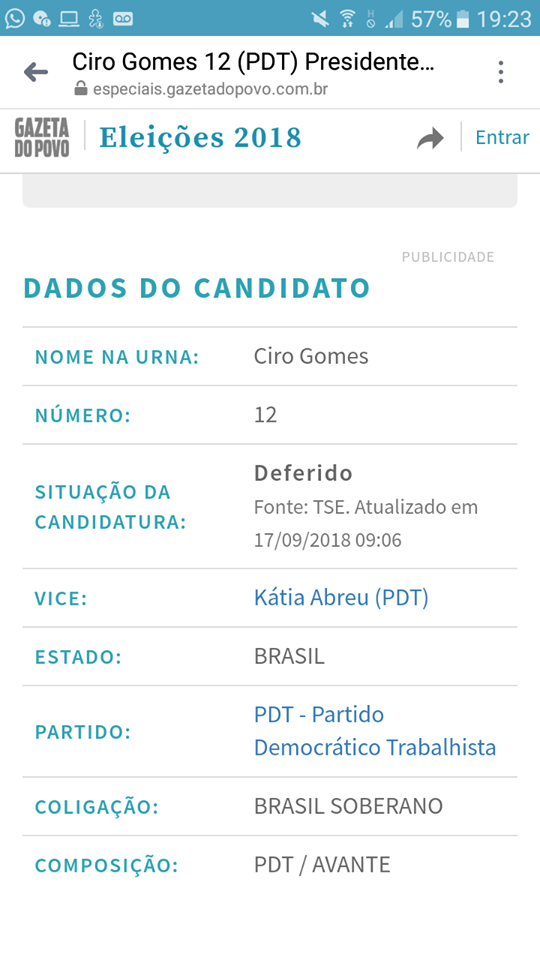 57% 19:23
Ciro Gomes 12 (PDT) Presidente...
especiais.gazetadopovo.com.br
GAZETA
DO POVO
Eleições 2018
Entrar
PUBLICIDADE
DADOS DO CANDIDATO
NOME NA URNA: Ciro Gomes
NÚMERO: 12
SITUAÇÃO DA
CANDIDATURA:
Deferido
Fonte: TSE. Atualizado em
17/09/2018 09:06
VICE: Kátia Abreu (PDT)
ESTADO: BRASIL
PARTIDO:
PDT - Partido
Democrático Trabalhista
COLIGAÇÃO: BRASIL SOBERANO
COMPOSIÇÃO: PDT / AVANTE